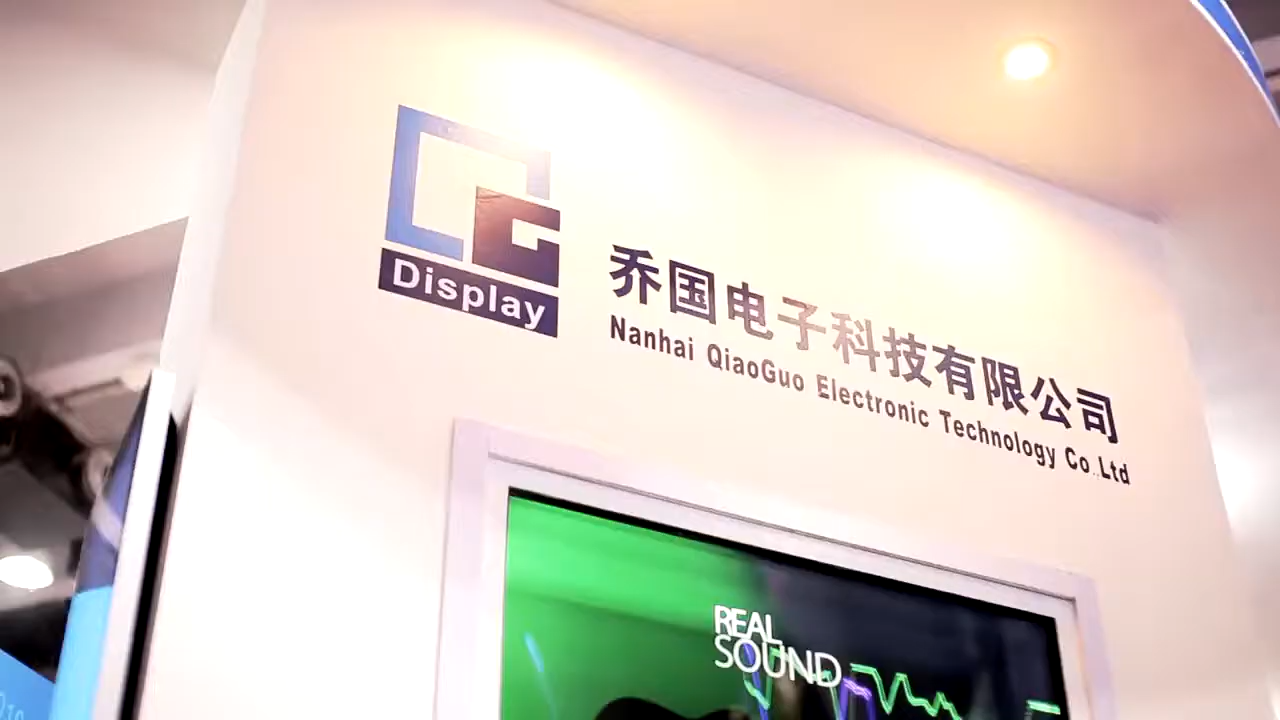 Display
乔国电子科技有限公司
Nanhai QiaoGuo Electronic Technology Co.,Ltd
REAL
SOUND